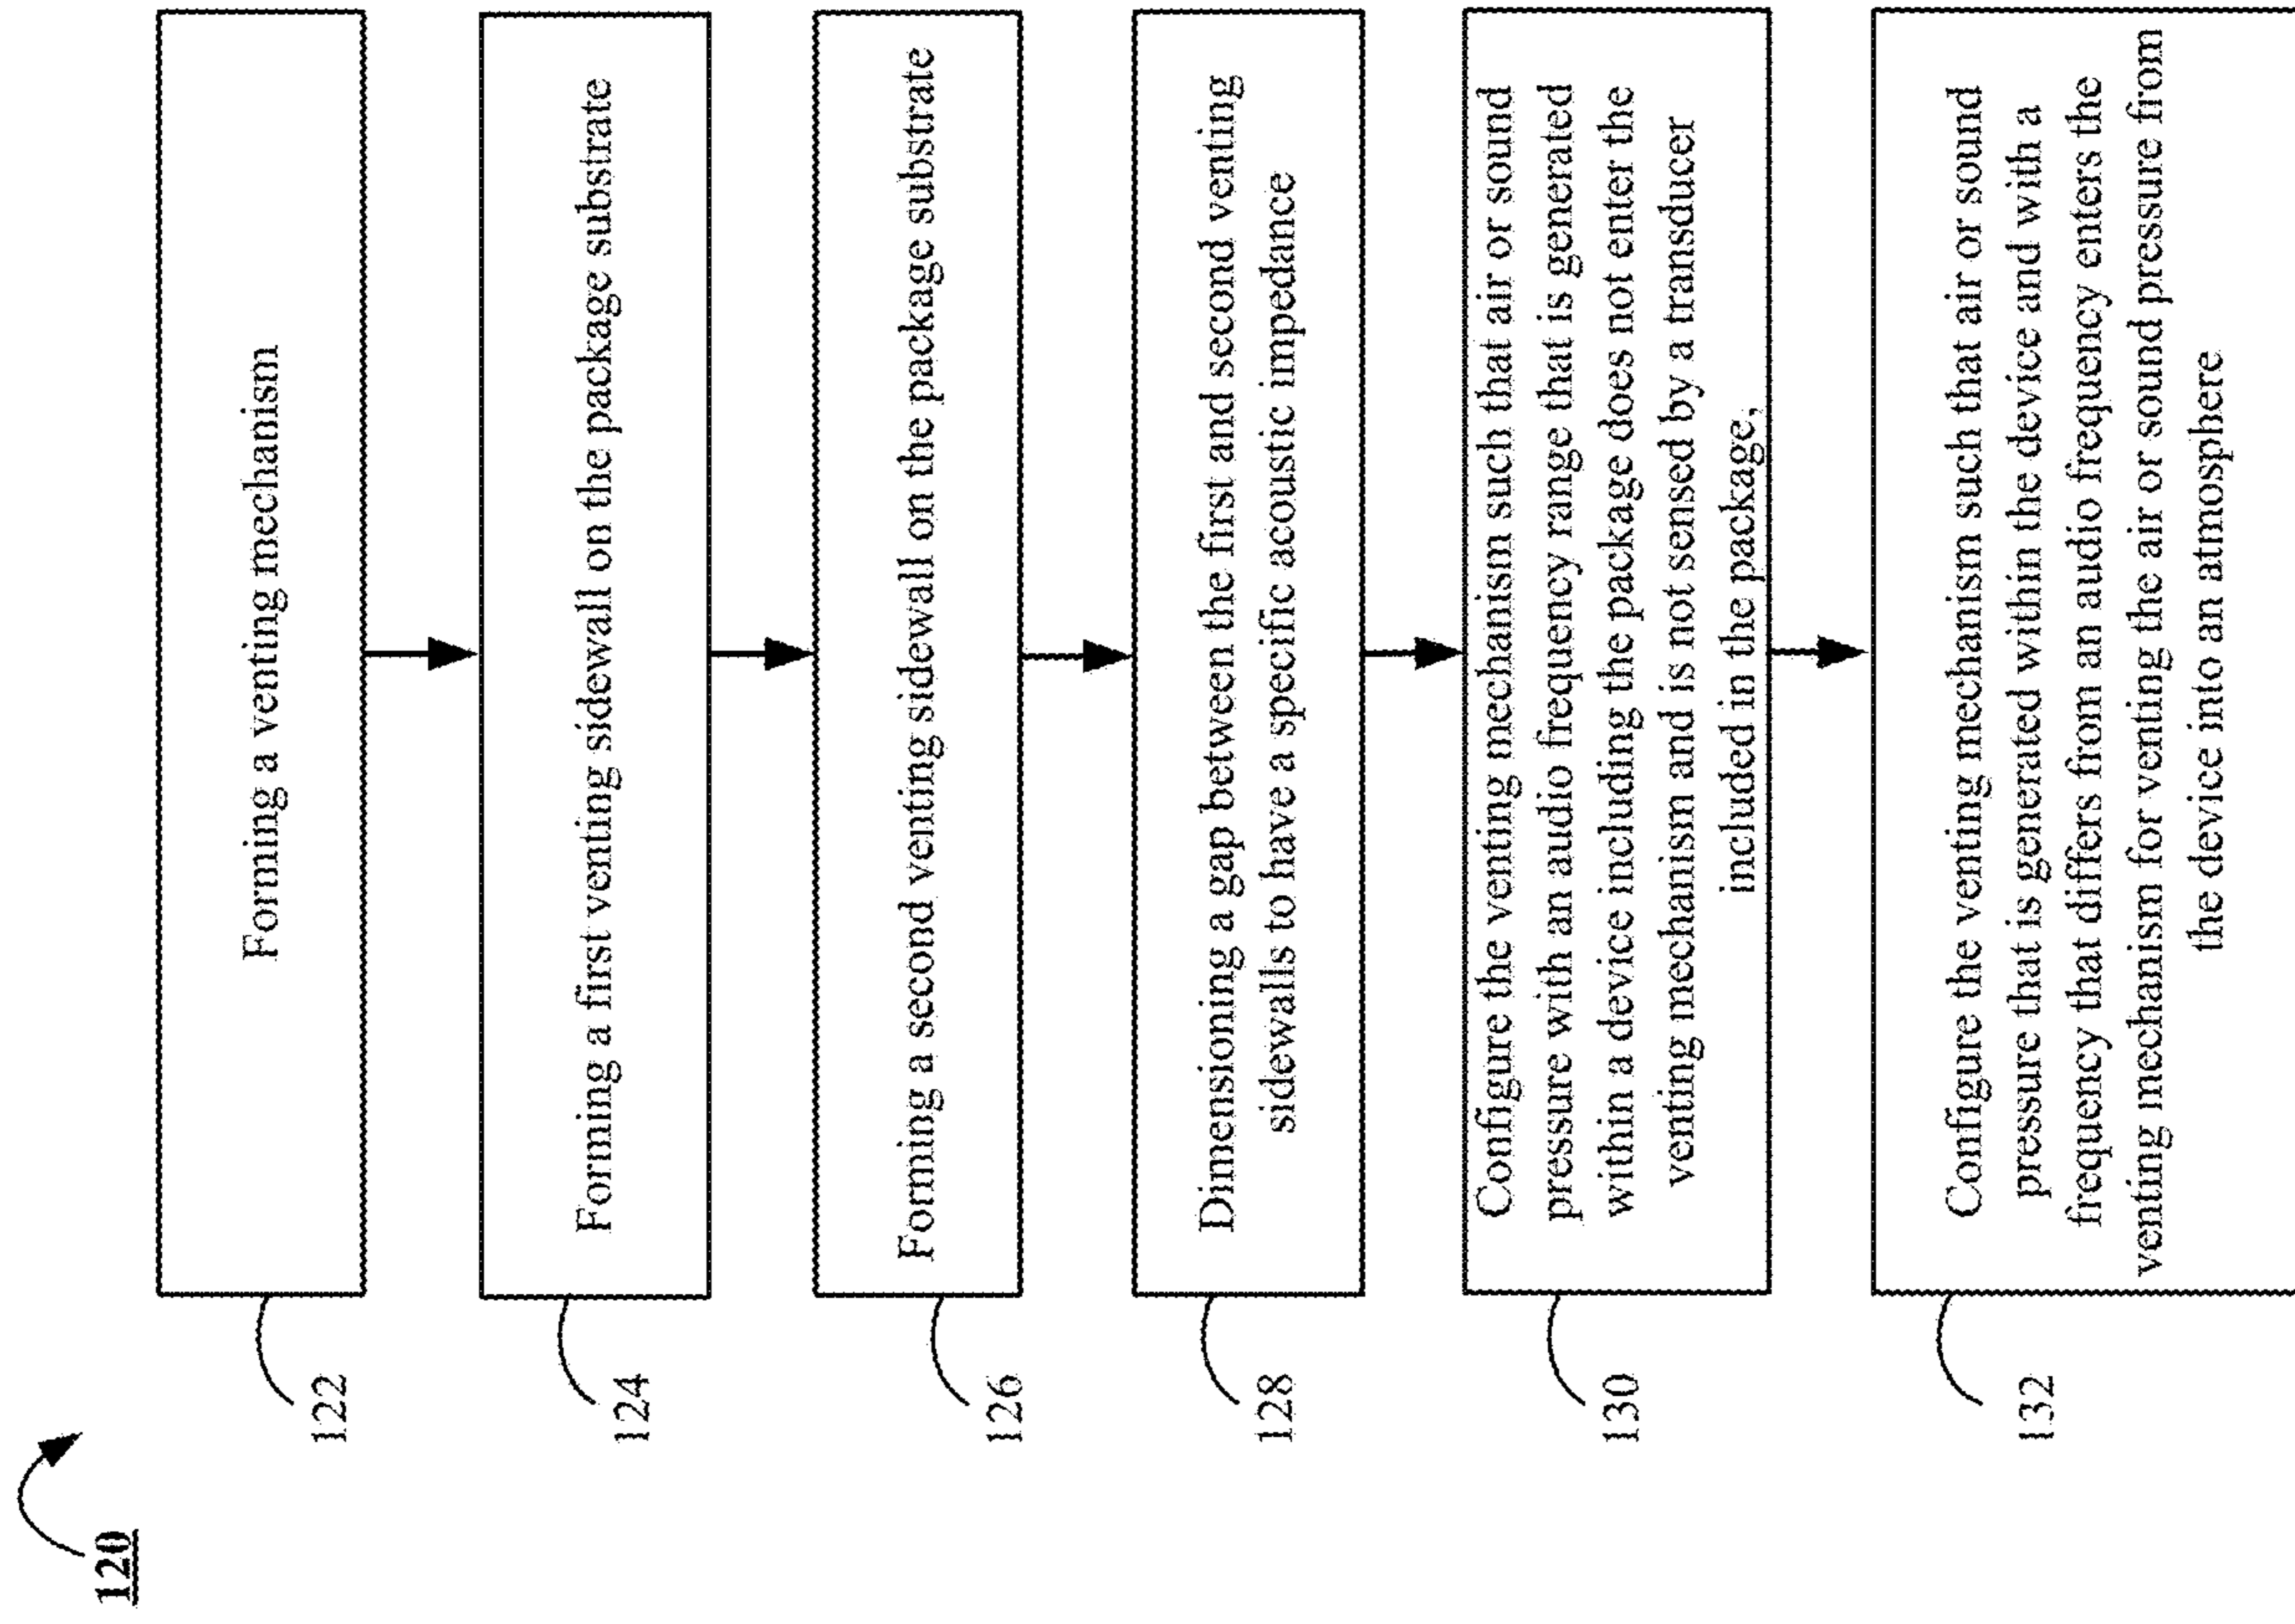 120
122
Forming a venting mechanism
124
Forming a first venting sidewall on the package substrate
126
Forming a second venting sidewall on the package substrate
128
Dimensioning a gap between the first and second venting
sidewalls to have a specific acoustic impedance
130
Configure the venting mechanism such that air or sound
pressure with an audio frequency range that is generated
within a device including the package does not enter the
venting mechanism and is not sensed by a transducer
included in the package,
132
Configure the venting mechanism such that air or sound
pressure that is generated within the device and with a
frequency that differs from an audio frequency enters the
venting mechanism for venting the air or sound pressure from
the device into an atmosphere